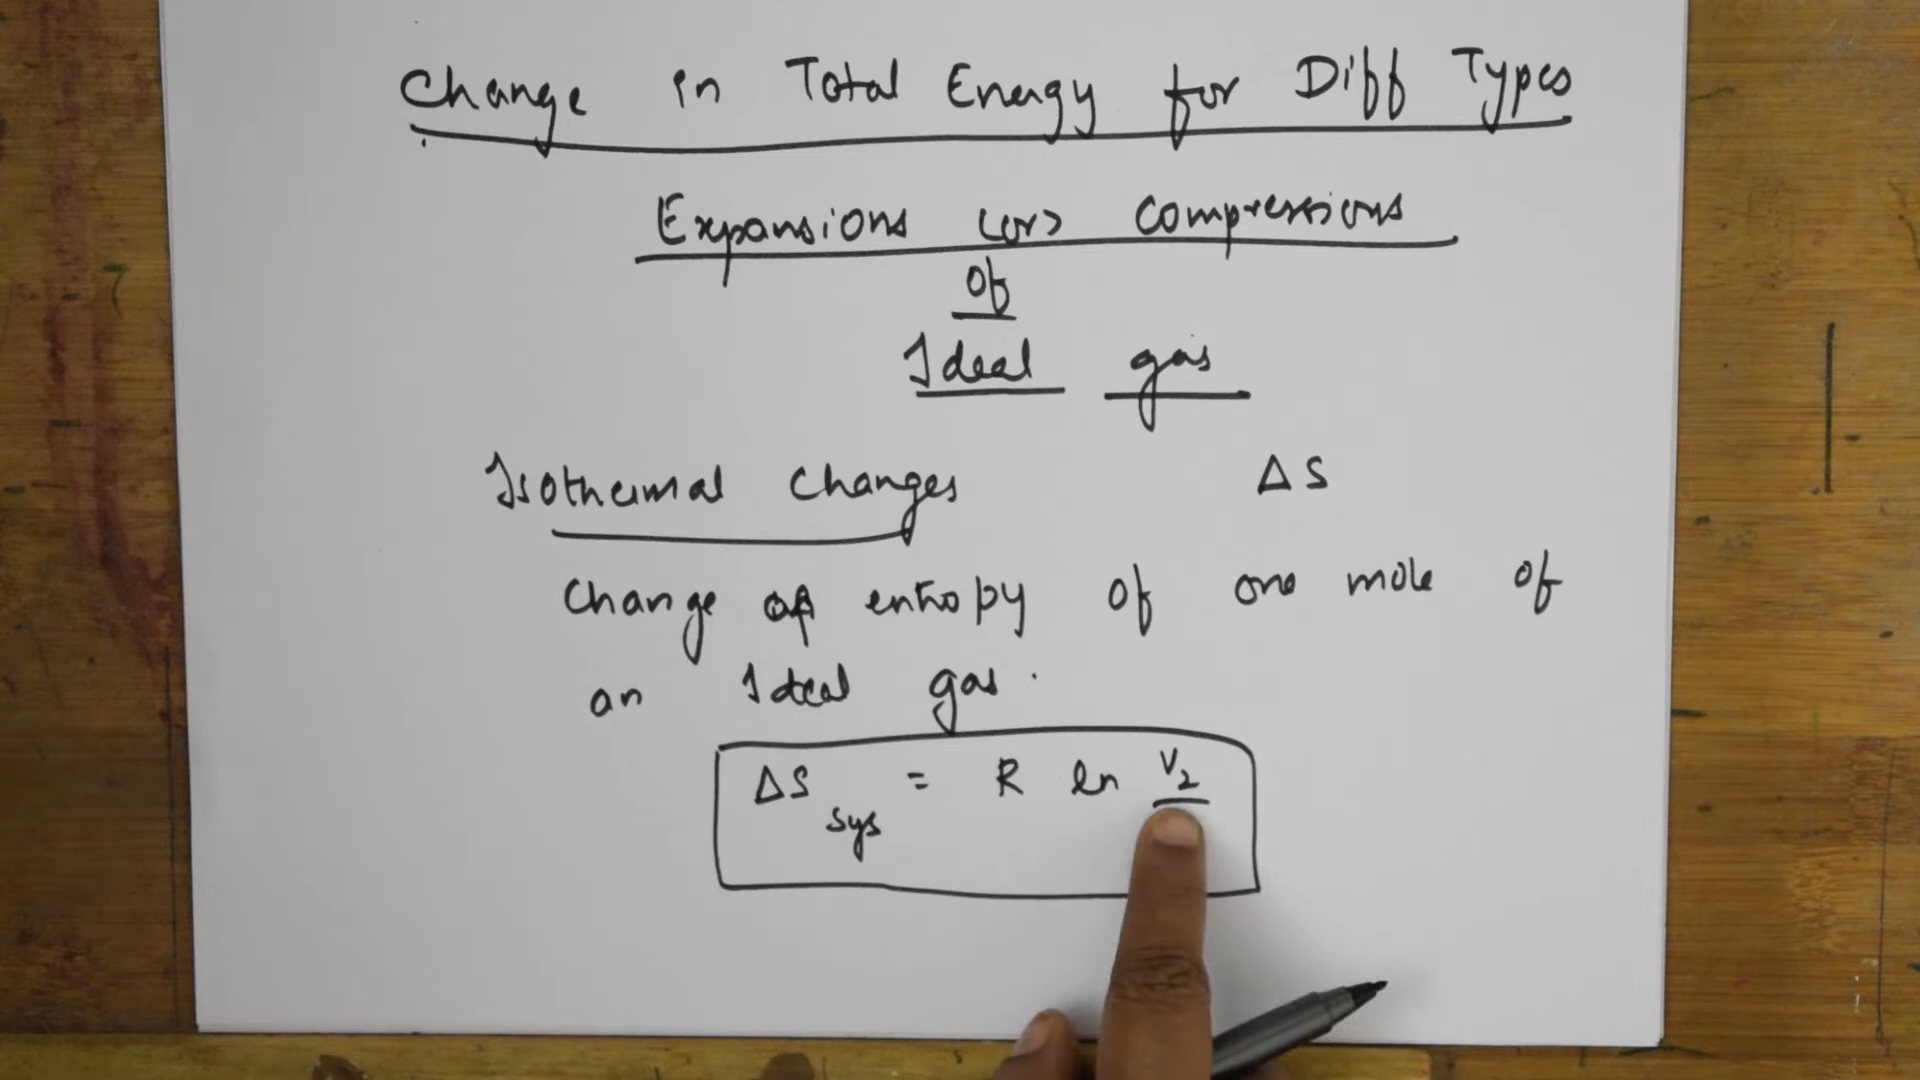 Change in Total Energy for Diff Types
Expansions (or) Compressions
of
Ideal gas
Isothermal Changes ΔS
Change of entropy of one mole of
an Ideal gas.
ΔS sys = R ln V2